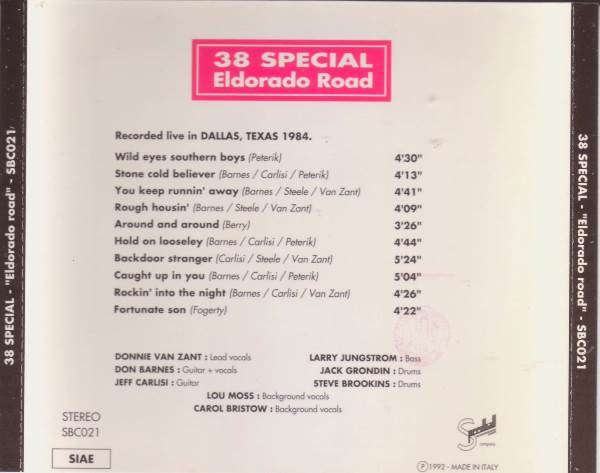 38 SPECIAL
Eldorado Road
Recorded live in DALLAS, TEXAS 1984.
Wild eyes southern boys (Peterik) 4'30"
Stone cold believer (Barnes / Carlisi / Peterik) 4'13"
You keep runnin' away (Barnes / Steele / Van Zant) 4'41"
Rough housin' (Barnes / Steele / Van Zant) 4'09"
Around and around (Berry) 3'26"
Hold on looseley (Barnes / Carlisi / Peterik) 4'44"
Backdoor stranger (Carlisi / Steele / Van Zant) 5'24"
Caught up in you (Barnes / Carlisi / Peterik) 5'04"
Rockin' into the night (Barnes / Carlisi / Van Zant) 4'26"
Fortunate son (Fogerty) 4'22"
DONNIE VAN ZANT : Lead vocals
DON BARNES : Guitar + vocals
JEFF CARLISI : Guitar
LARRY JUNGSTROM : Bass
JACK GRONDIN : Drums
STEVE BROOKINS : Drums
LOU MOSS : Background vocals
CAROL BRISTOW : Background vocals
STEREO
SBC021
SIAE
company
℗ 1992 - MADE IN ITALY
38 SPECIAL - "Eldorado road" - SBC021
38 SPECIAL - "Eldorado road" - SBC021